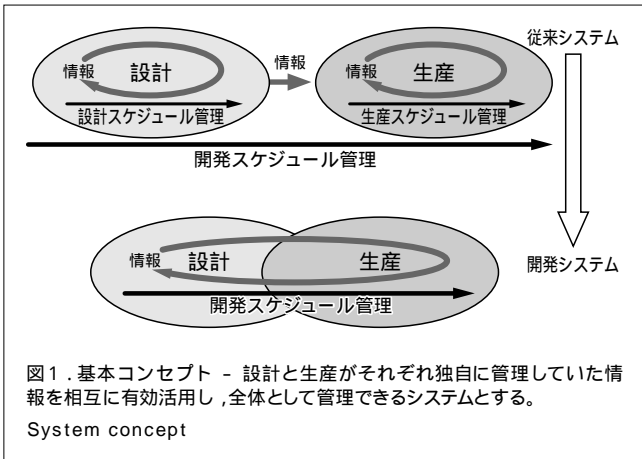 従来システム
情報 設計
設計スケジュール管理
情報
情報 生産
生産スケジュール管理
開発スケジュール管理
情報 設計 生産
開発スケジュール管理
開発システム
図1．基本コンセプト － 設計と生産がそれぞれ独自に管理していた情
報を相互に有効活用し，全体として管理できるシステムとする。
System concept